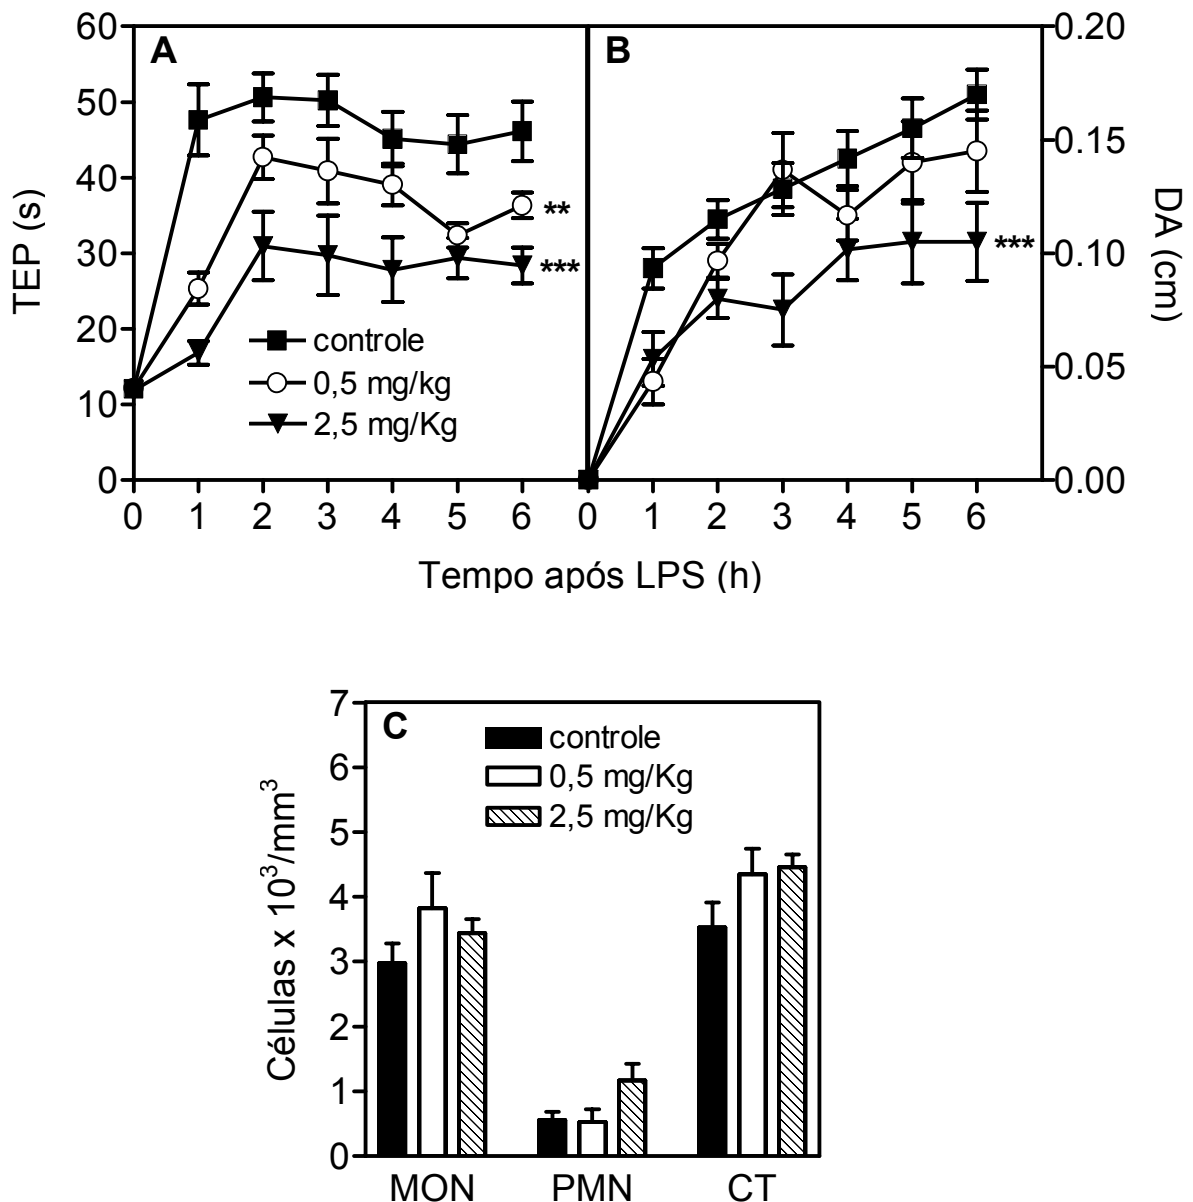 A
B
60
50
40
30
20
10
0
TEP (s)
0.20
0.15
0.10
0.05
0.00
DA (cm)
**
***
***
controle
0,5 mg/kg
2,5 mg/Kg
0 1 2 3 4 5 6
0 1 2 3 4 5 6
Tempo após LPS (h)
C
7
6
5
4
3
2
1
0
Células x 10³/mm³
controle
0,5 mg/Kg
2,5 mg/Kg
MON PMN CT